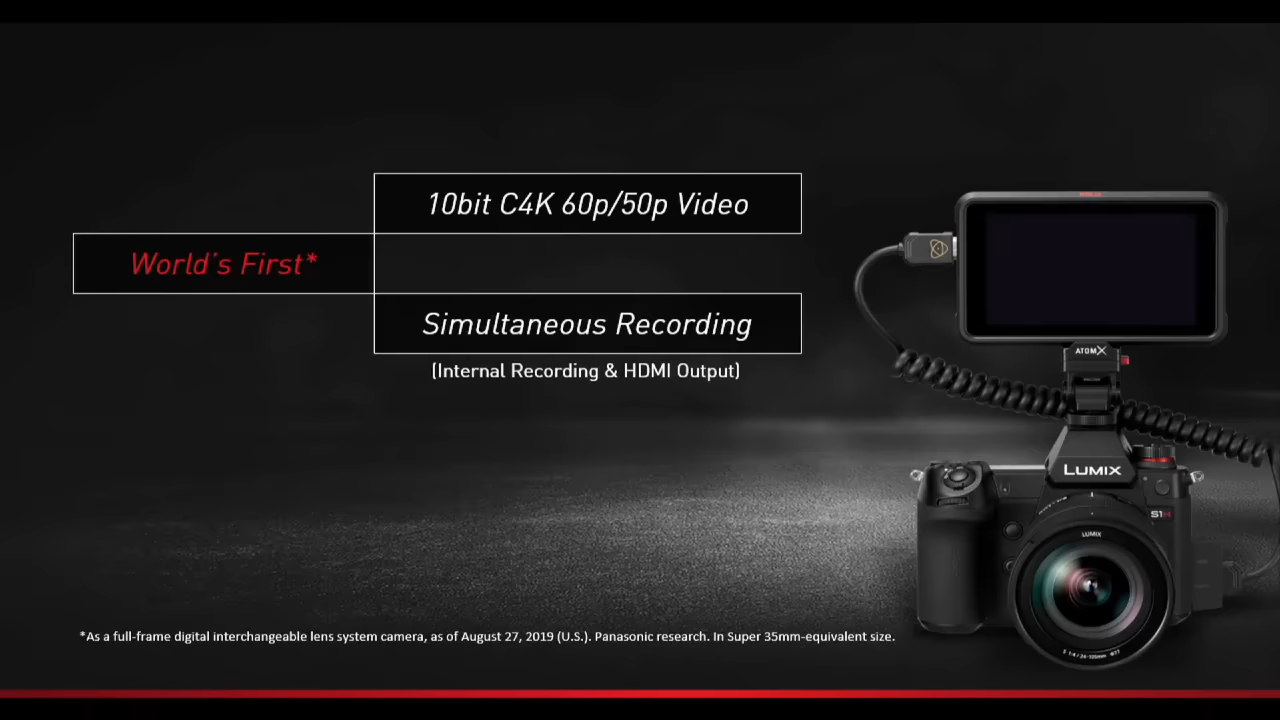 10bit C4K 60p/50p Video
World's First*
Simultaneous Recording
(Internal Recording & HDMI Output)
ATOMX
LUMIX
S1H
LUMIX
*As a full-frame digital interchangeable lens system camera, as of August 27, 2019 (U.S.). Panasonic research. In Super 35mm-equivalent size.